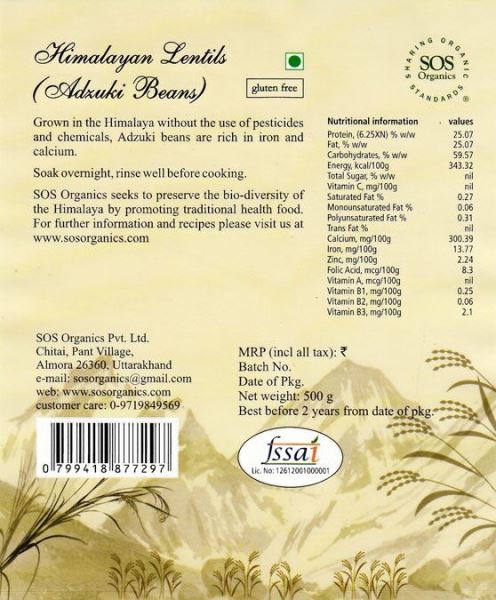 Himalayan Lentils
(Adzuki Beans)
gluten free
SHARING ORGANIC STANDARDS
SOS
Organics
®
Grown in the Himalaya without the use of pesticides
and chemicals, Adzuki beans are rich in iron and
calcium.
Soak overnight, rinse well before cooking.
SOS Organics seeks to preserve the bio-diversity of
the Himalaya by promoting traditional health food.
For further information and recipes please visit us at
www.sosorganics.com
Nutritional information values
Protein, (6.25XN) % w/w 25.07
Fat, % w/w 25.07
Carbohydrates, % w/w 59.57
Energy, kcal/100g 343.32
Total Sugar, % w/w nil
Vitamin C, mg/100g nil
Saturated Fat % 0.27
Monounsaturated Fat % 0.06
Polyunsaturated Fat % 0.31
Trans Fat % nil
Calcium, mg/100g 300.39
Iron, mg/100g 13.77
Zinc, mg/100g 2.24
Folic Acid, mcg/100g 8.3
Vitamin A, mcg/100g nil
Vitamin B1, mg/100g 0.25
Vitamin B2, mg/100g 0.06
Vitamin B3, mg/100g 2.1
SOS Organics Pvt. Ltd.
Chitai, Pant Village,
Almora 26360, Uttarakhand
e-mail: sosorganics@gmail.com
web: www.sosorganics.com
customer care: 0-9719849569
0 799418 877297
MRP (incl all tax): ₹
Batch No.
Date of Pkg.
Net weight: 500 g
Best before 2 years from date of pkg.
fssai
Lic. No: 12612001000001